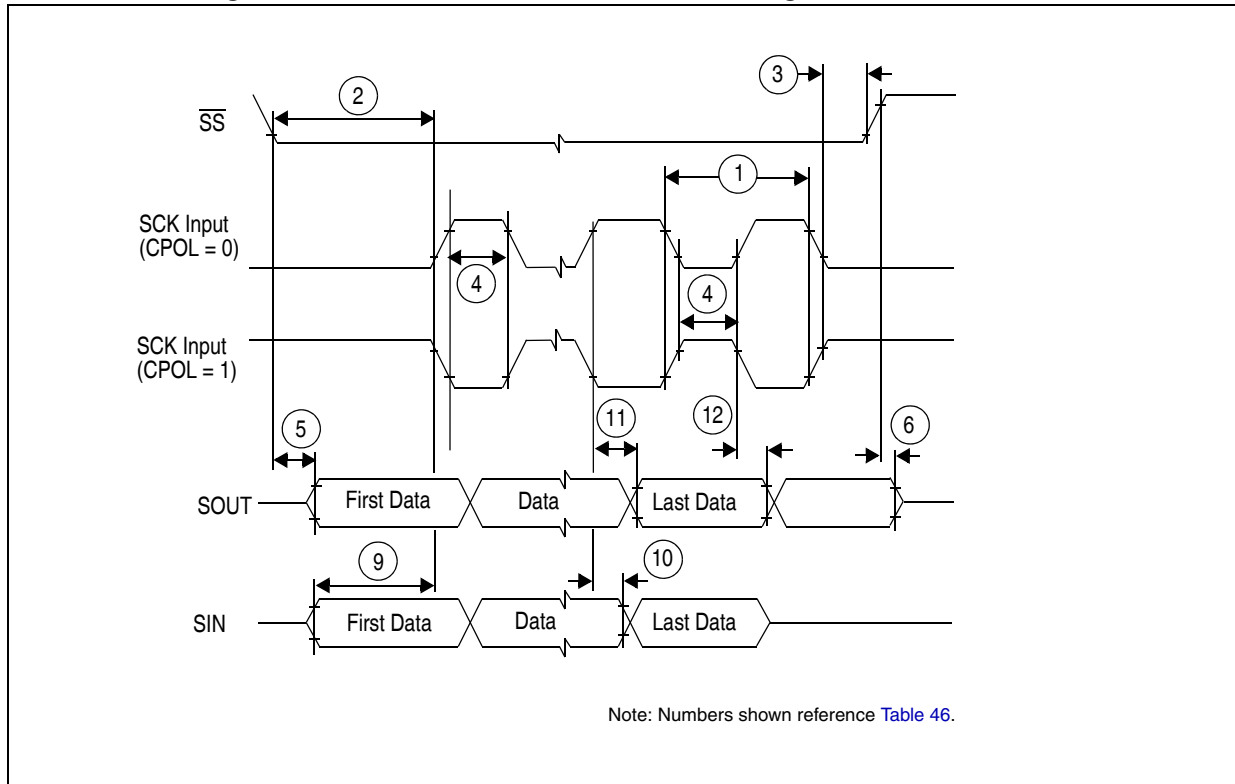 2
3
SS
1
SCK Input
(CPOL = 0)
4
4
SCK Input
(CPOL = 1)
5
11
12
6
SOUT
First Data
Data
Last Data
9
10
SIN
First Data
Data
Last Data
Note: Numbers shown reference Table 46.